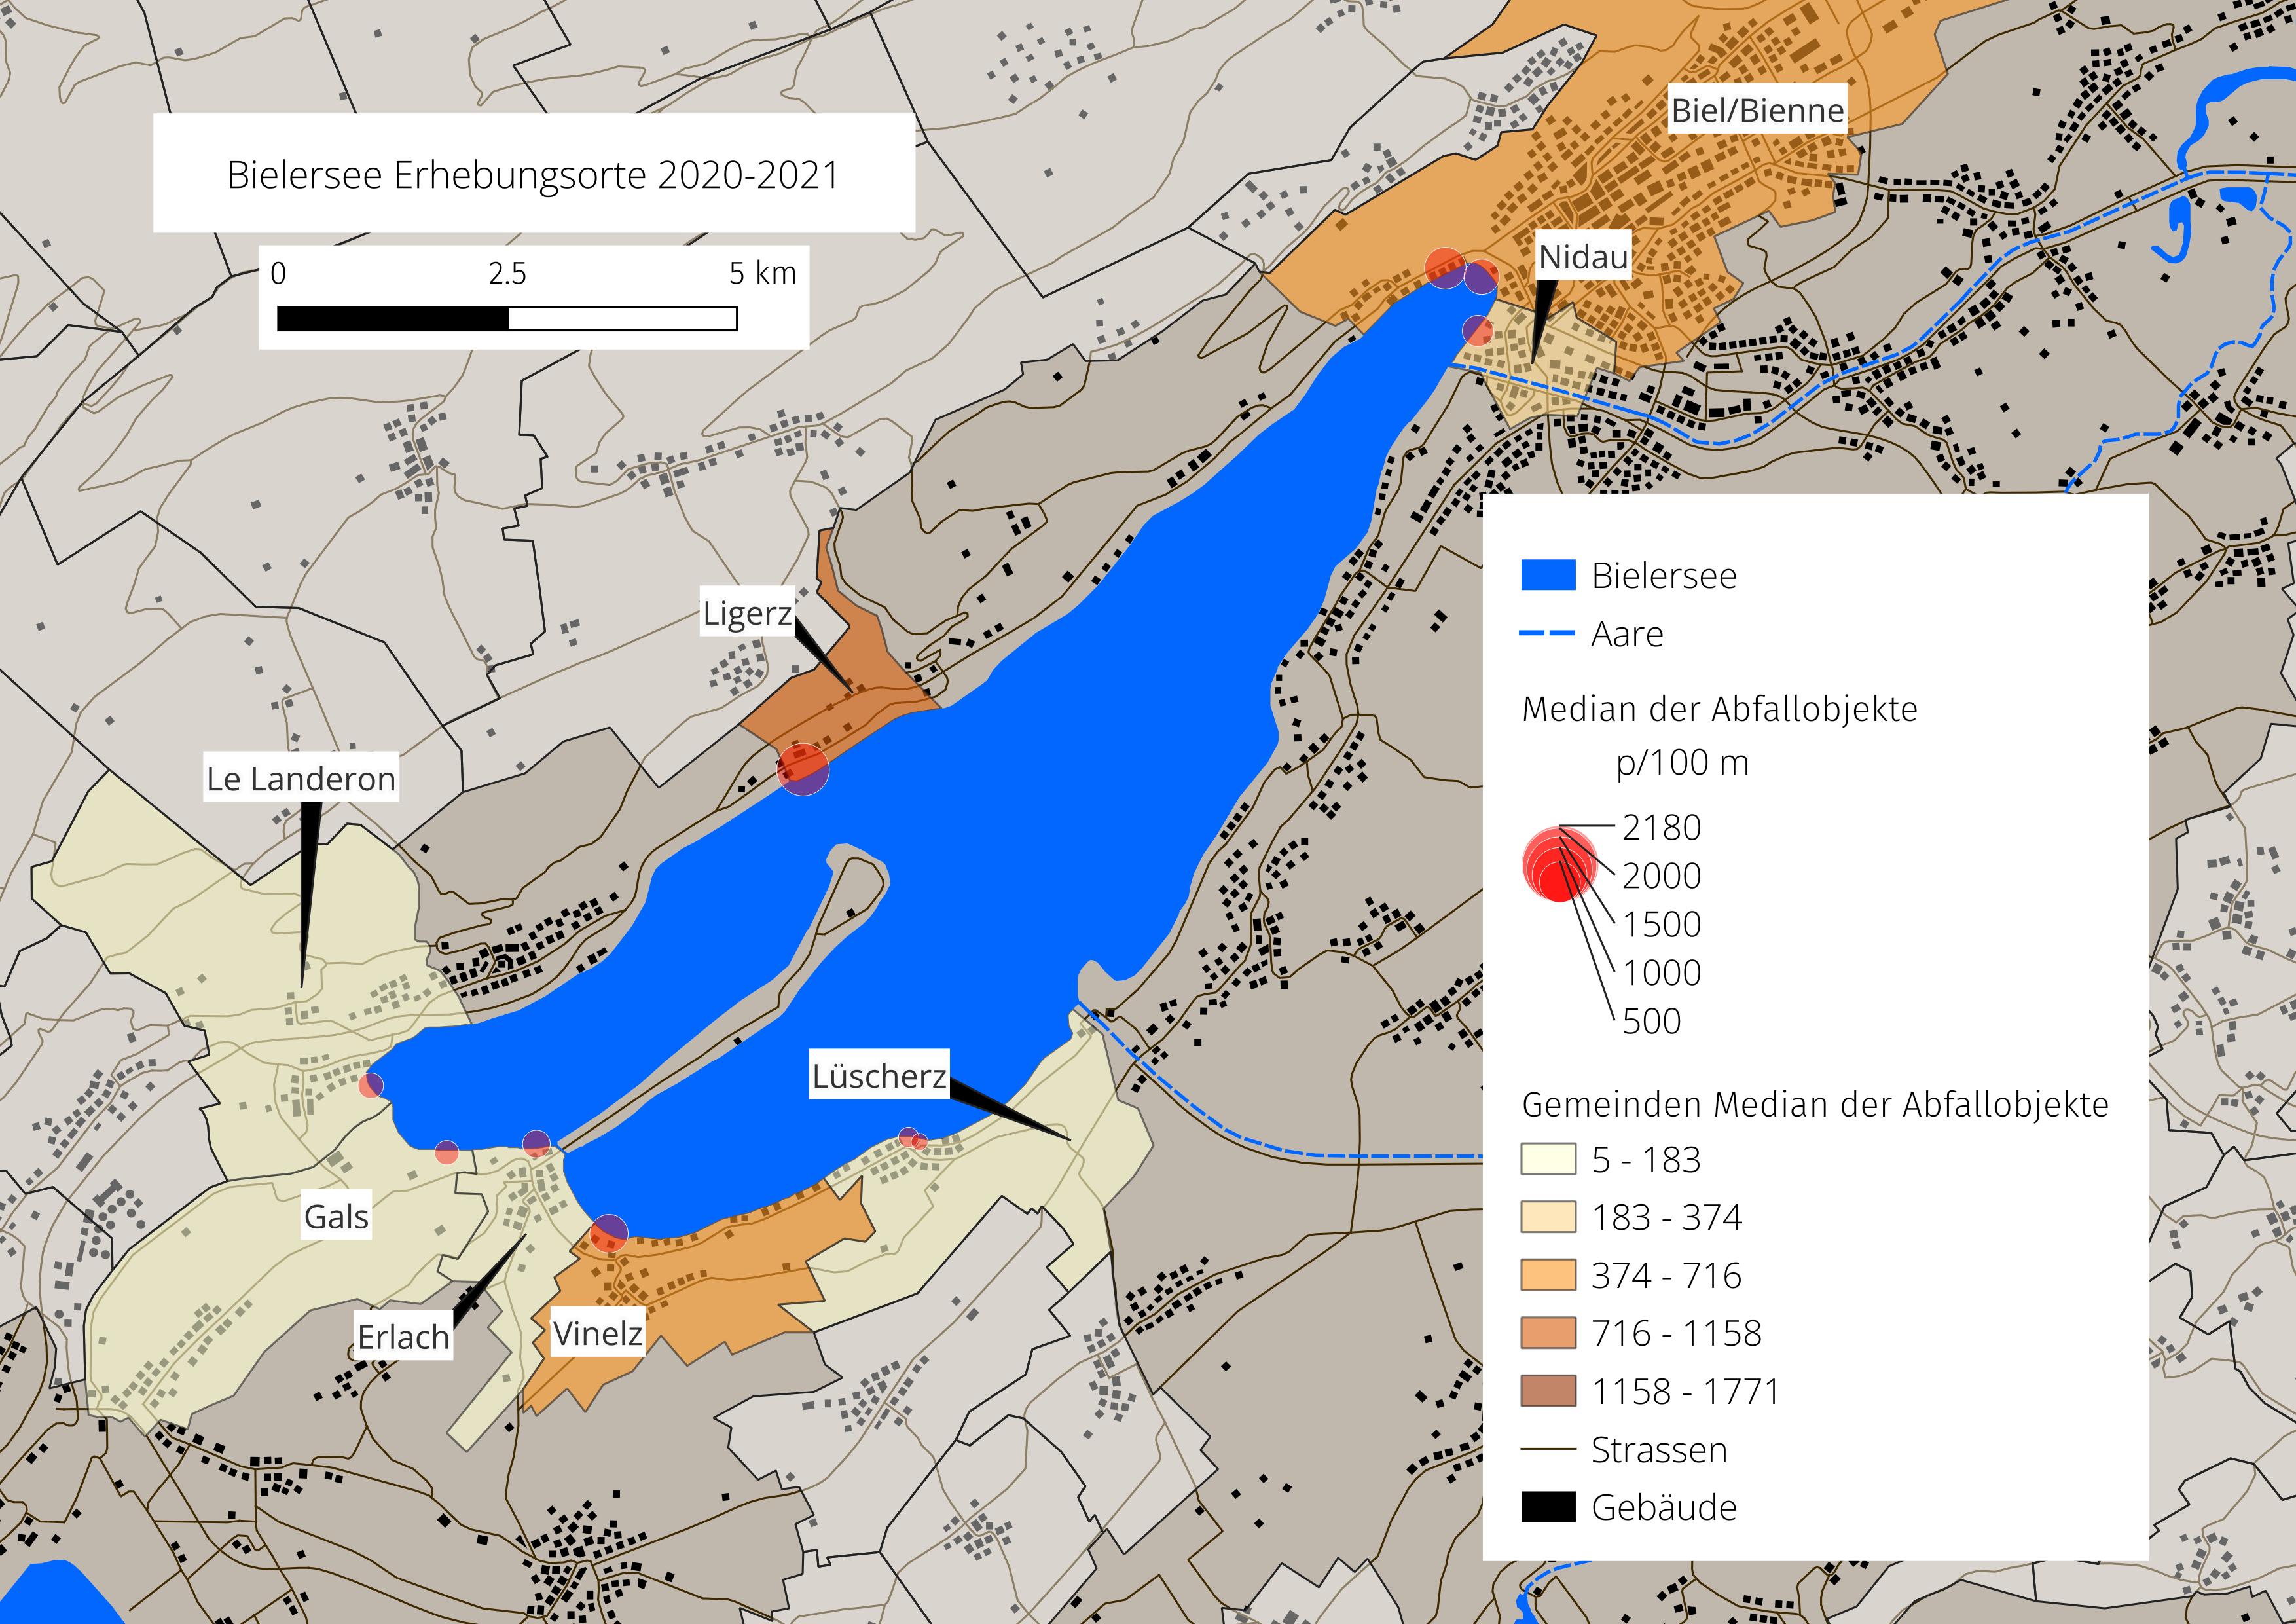 Bielersee Erhebungsorte 2020-2021
0 2.5 5 km
Biel/Bienne
Nidau
Ligerz
Le Landeron
Lüscherz
Gals
Erlach
Vinelz
Bielersee
Aare
Median der Abfallobjekte
p/100 m
2180
2000
1500
1000
500
Gemeinden Median der Abfallobjekte
5 - 183
183 - 374
374 - 716
716 - 1158
1158 - 1771
Strassen
Gebäude